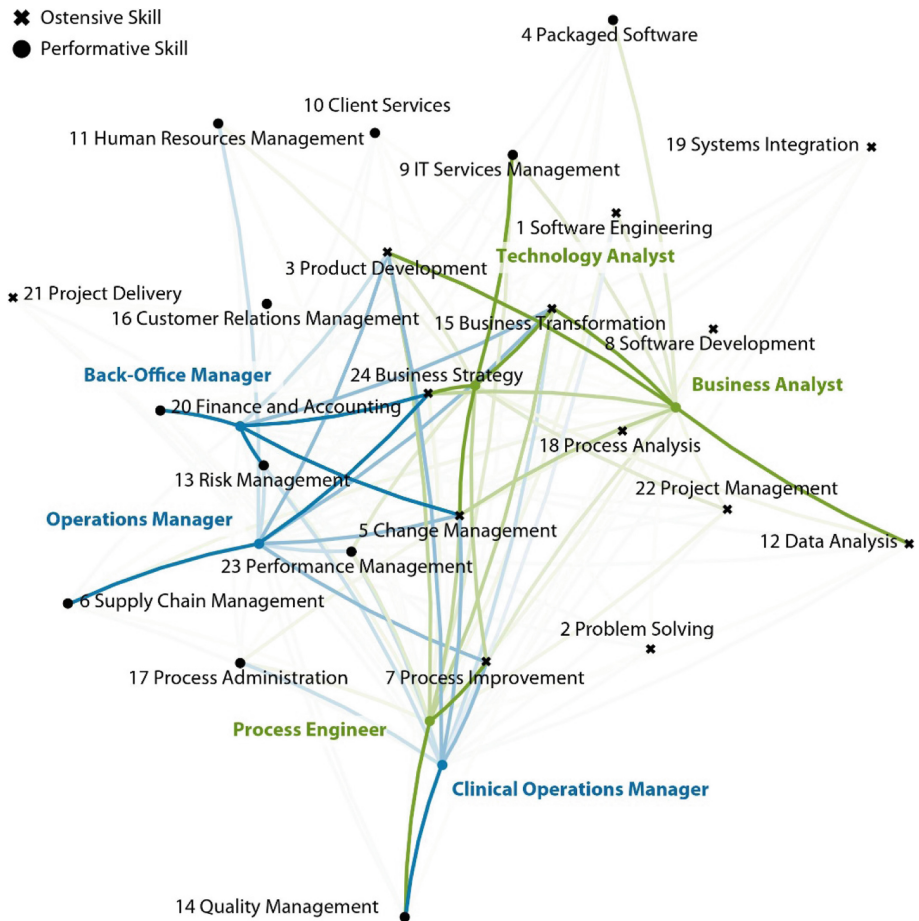 Ostensive Skill
Performative Skill
4 Packaged Software
10 Client Services
11 Human Resources Management
19 Systems Integration
9 IT Services Management
1 Software Engineering
Technology Analyst
3 Product Development
21 Project Delivery
16 Customer Relations Management
15 Business Transformation
8 Software Development
Back-Office Manager
24 Business Strategy
Business Analyst
20 Finance and Accounting
18 Process Analysis
13 Risk Management
22 Project Management
Operations Manager
5 Change Management
12 Data Analysis
23 Performance Management
6 Supply Chain Management
2 Problem Solving
17 Process Administration
7 Process Improvement
Process Engineer
Clinical Operations Manager
14 Quality Management